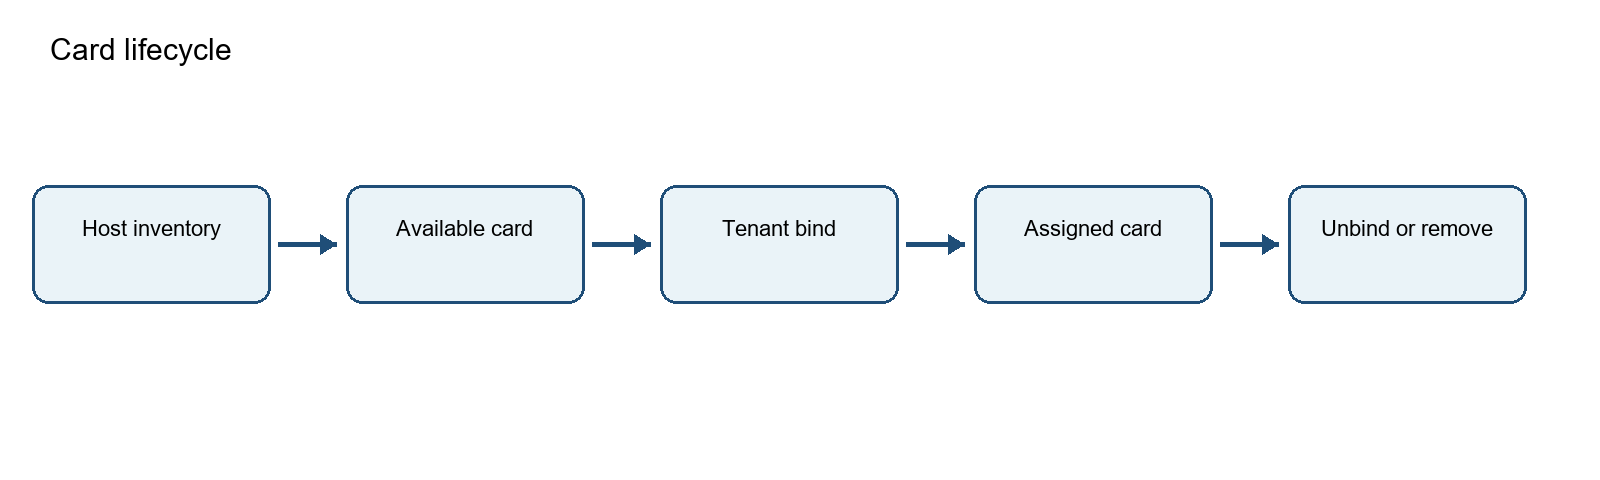 Card lifecycle
Host inventory
Available card
Tenant bind
Assigned card
Unbind or remove